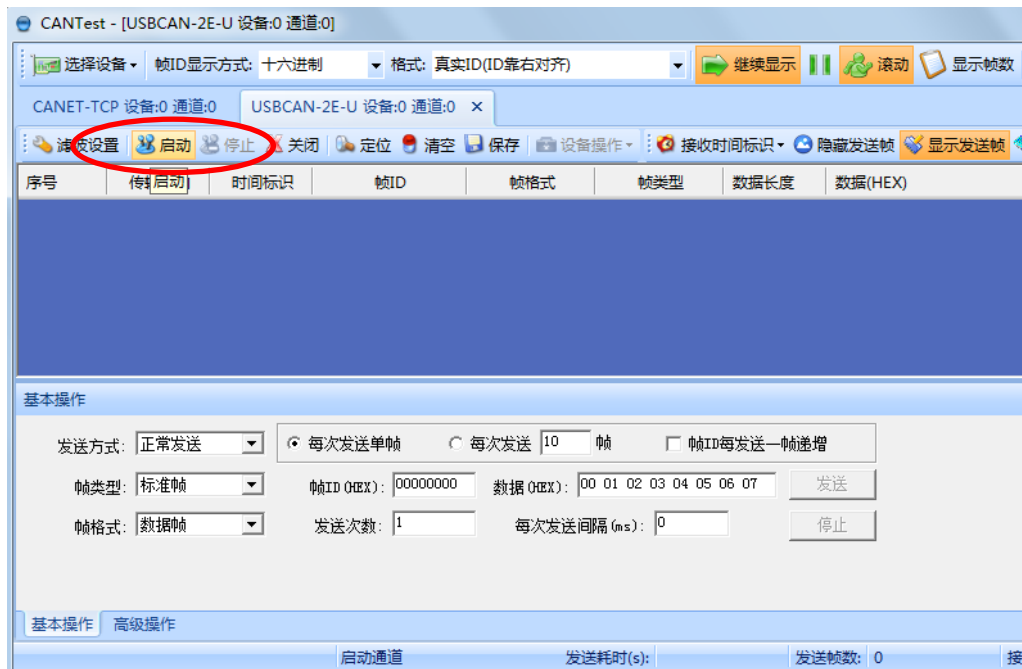 CANTest - [USBCAN-2E-U 设备:0 通道:0]
选择设备 帧ID显示方式: 十六进制 格式: 真实ID(ID靠右对齐) 继续显示 滚动 显示帧数
CANET-TCP 设备:0 通道:0 USBCAN-2E-U 设备:0 通道:0 ×
滤波设置 启动 停止 关闭 定位 清空 保存 设备操作 接收时间标识 隐藏发送帧 显示发送帧
序号 传 启动 时间标识 帧ID 帧格式 帧类型 数据长度 数据(HEX)
基本操作
发送方式: 正常发送 每次发送单帧 每次发送 10 帧 帧ID每发送一帧递增
帧类型: 标准帧 帧ID(HEX): 00000000 数据(HEX): 00 01 02 03 04 05 06 07 发送
帧格式: 数据帧 发送次数: 1 每次发送间隔(ms): 0 停止
基本操作 高级操作
启动通道 发送耗时(s): 发送帧数: 0 接